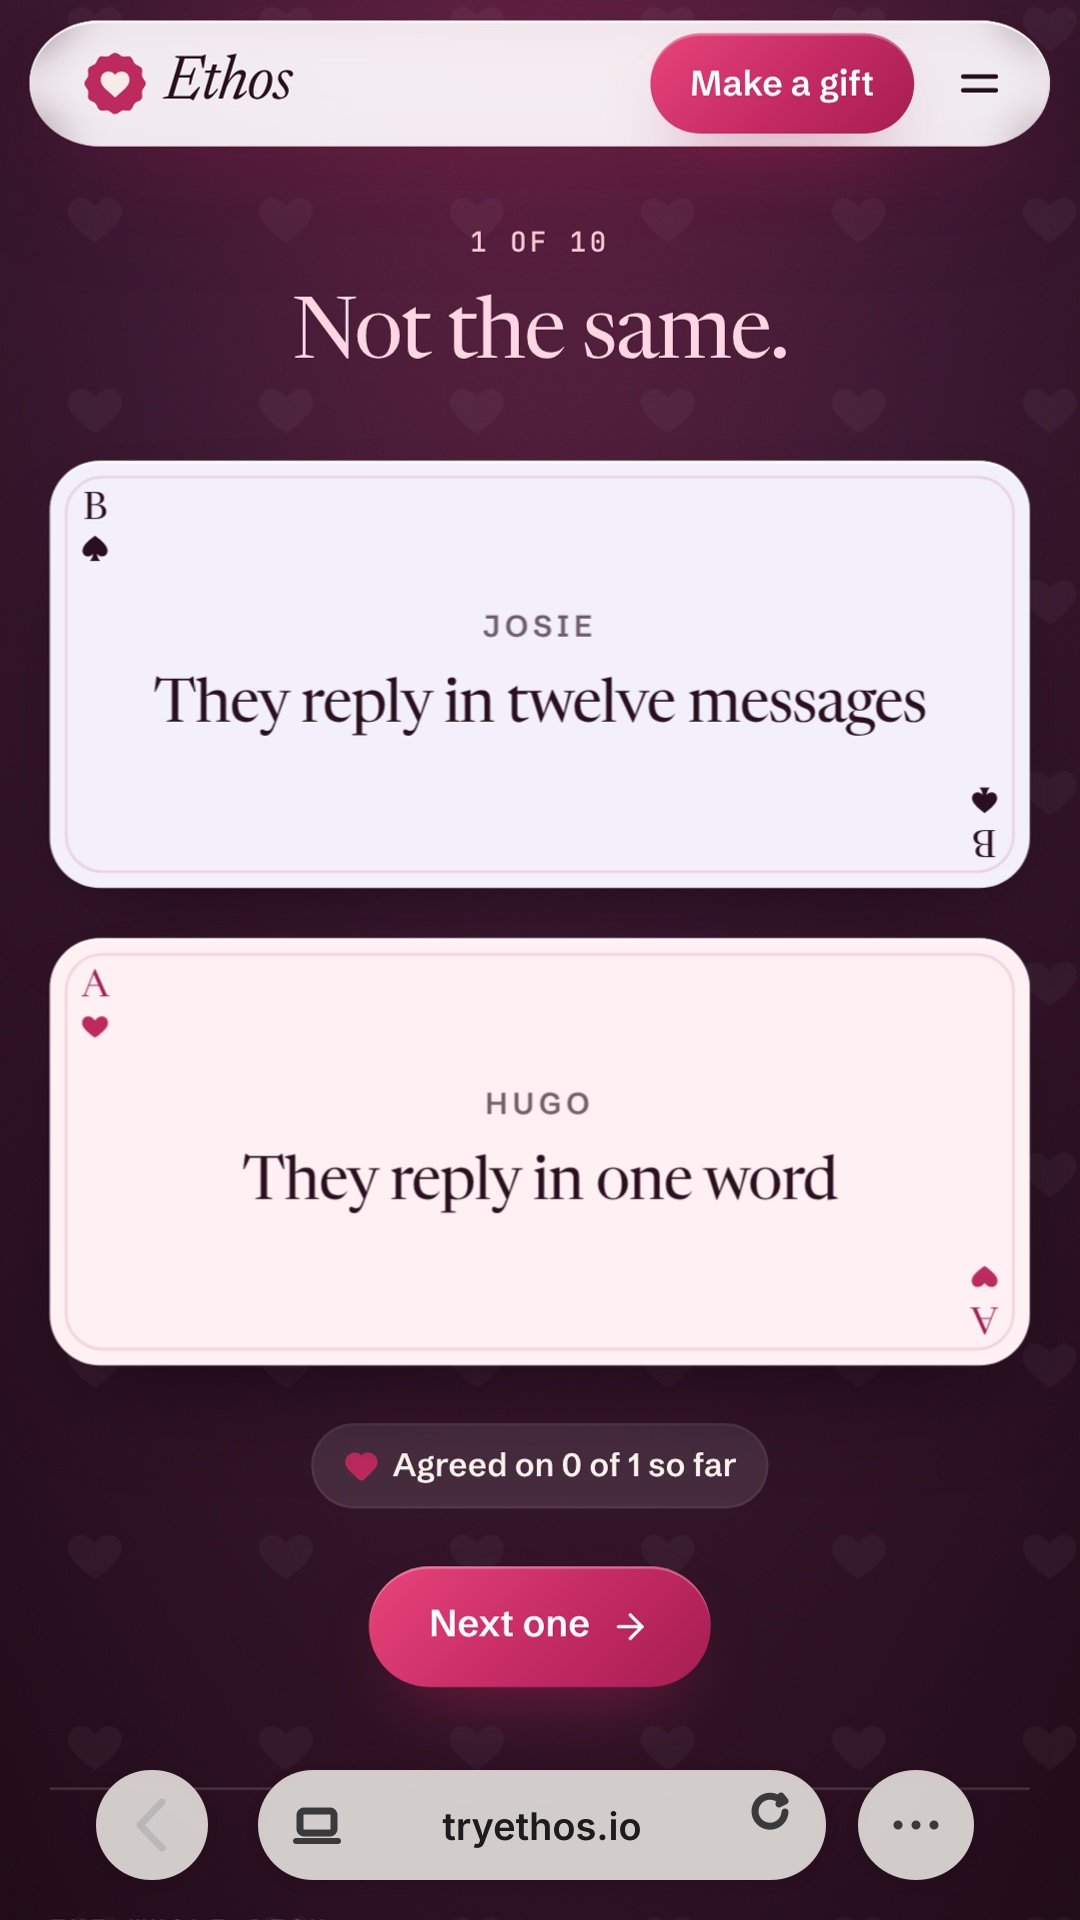 Ethos
Make a gift
1 OF 10
Not the same.
B
JOSIE
They reply in twelve messages
B
A
HUGO
They reply in one word
A
Agreed on 0 of 1 so far
Next one
tryethos.io